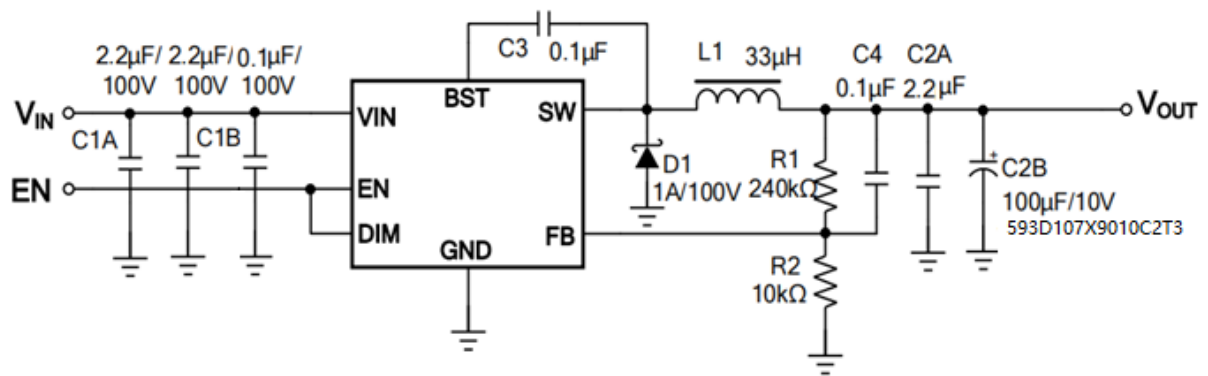 C3 0.1μF
L1 33μH
C4 C2A
0.1μF 2.2μF
2.2μF/ 2.2μF/ 0.1μF/
100V 100V 100V
BST
VIN VIN SW VOUT
C1A C1B
D1
1A/100V
R1
240kΩ
C2B
100μF/10V
593D107X9010C2T3
+
EN EN
DIM FB
GND
R2
10kΩ